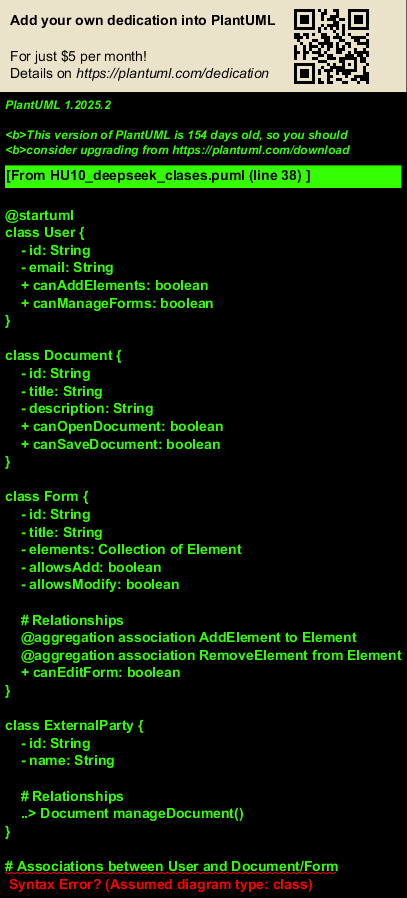 Add your own dedication into PlantUML
For just $5 per month!
Details on https://plantuml.com/dedication
PlantUML 1.2025.2
<b>This version of PlantUML is 154 days old, so you should
<b>consider upgrading from https://plantuml.com/download
[From HU10_deepseek_clases.puml (line 38) ]
@startuml
class User {
- id: String
- email: String
+ canAddElements: boolean
+ canManageForms: boolean
}
class Document {
- id: String
- title: String
- description: String
+ canOpenDocument: boolean
+ canSaveDocument: boolean
}
class Form {
- id: String
- title: String
- elements: Collection of Element
- allowsAdd: boolean
- allowsModify: boolean
# Relationships
@aggregation association AddElement to Element
@aggregation association RemoveElement from Element
+ canEditForm: boolean
}
class ExternalParty {
- id: String
- name: String
# Relationships
..> Document manageDocument()
}
# Associations between User and Document/Form
Syntax Error? (Assumed diagram type: class)